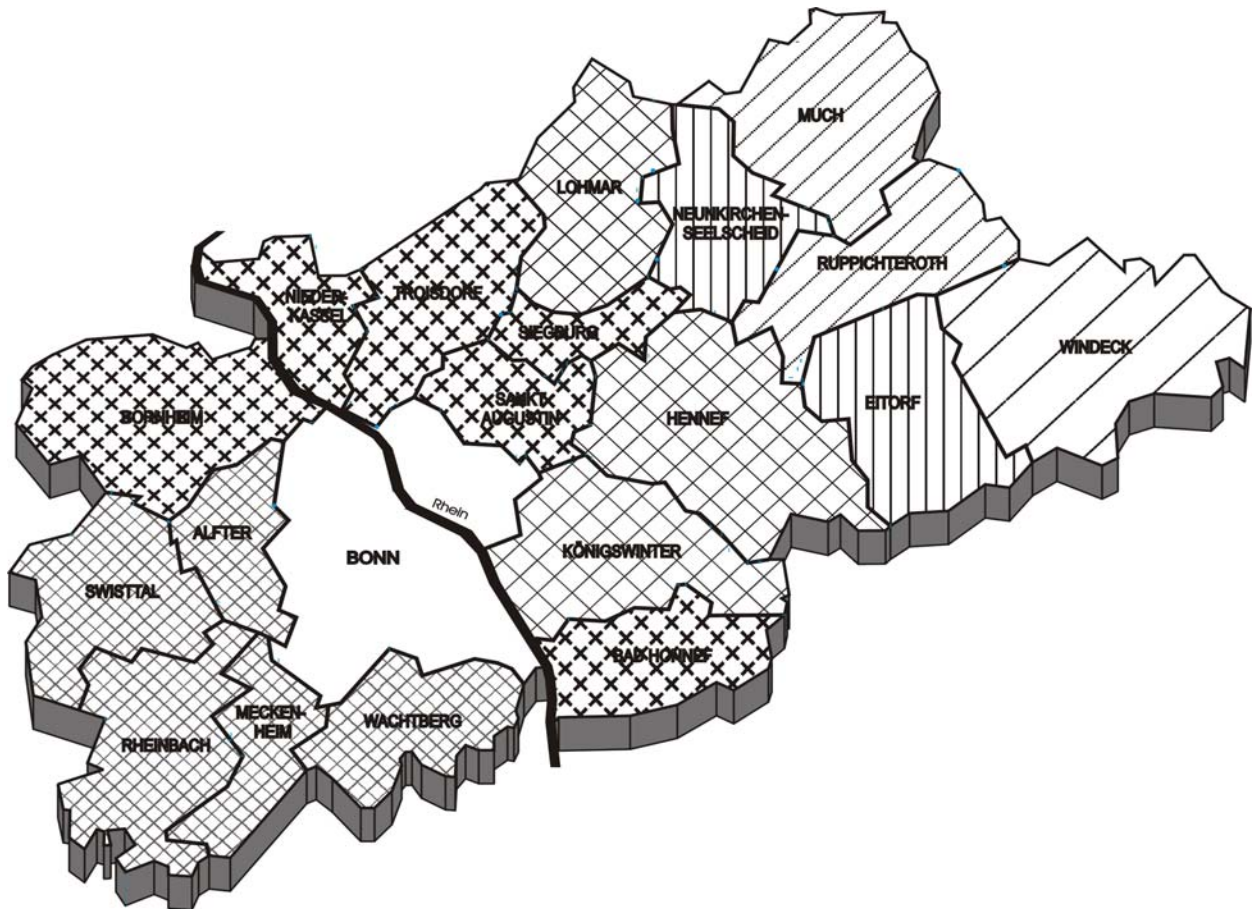 MUCH
LOHMAR
NEUNKIRCHEN-
SEELSCHEID
RUPPICHTEROTH
NIEDER-
KASSEL
TROISDORF
SIEGBURG
WINDECK
SANKT
AUGUSTIN
EITORF
BORNHEIM
HENNEF
Rhein
ALFTER
BONN
KÖNIGSWINTER
SWISTTAL
BAD HONNEF
MECKEN-
HEIM
WACHTBERG
RHEINBACH